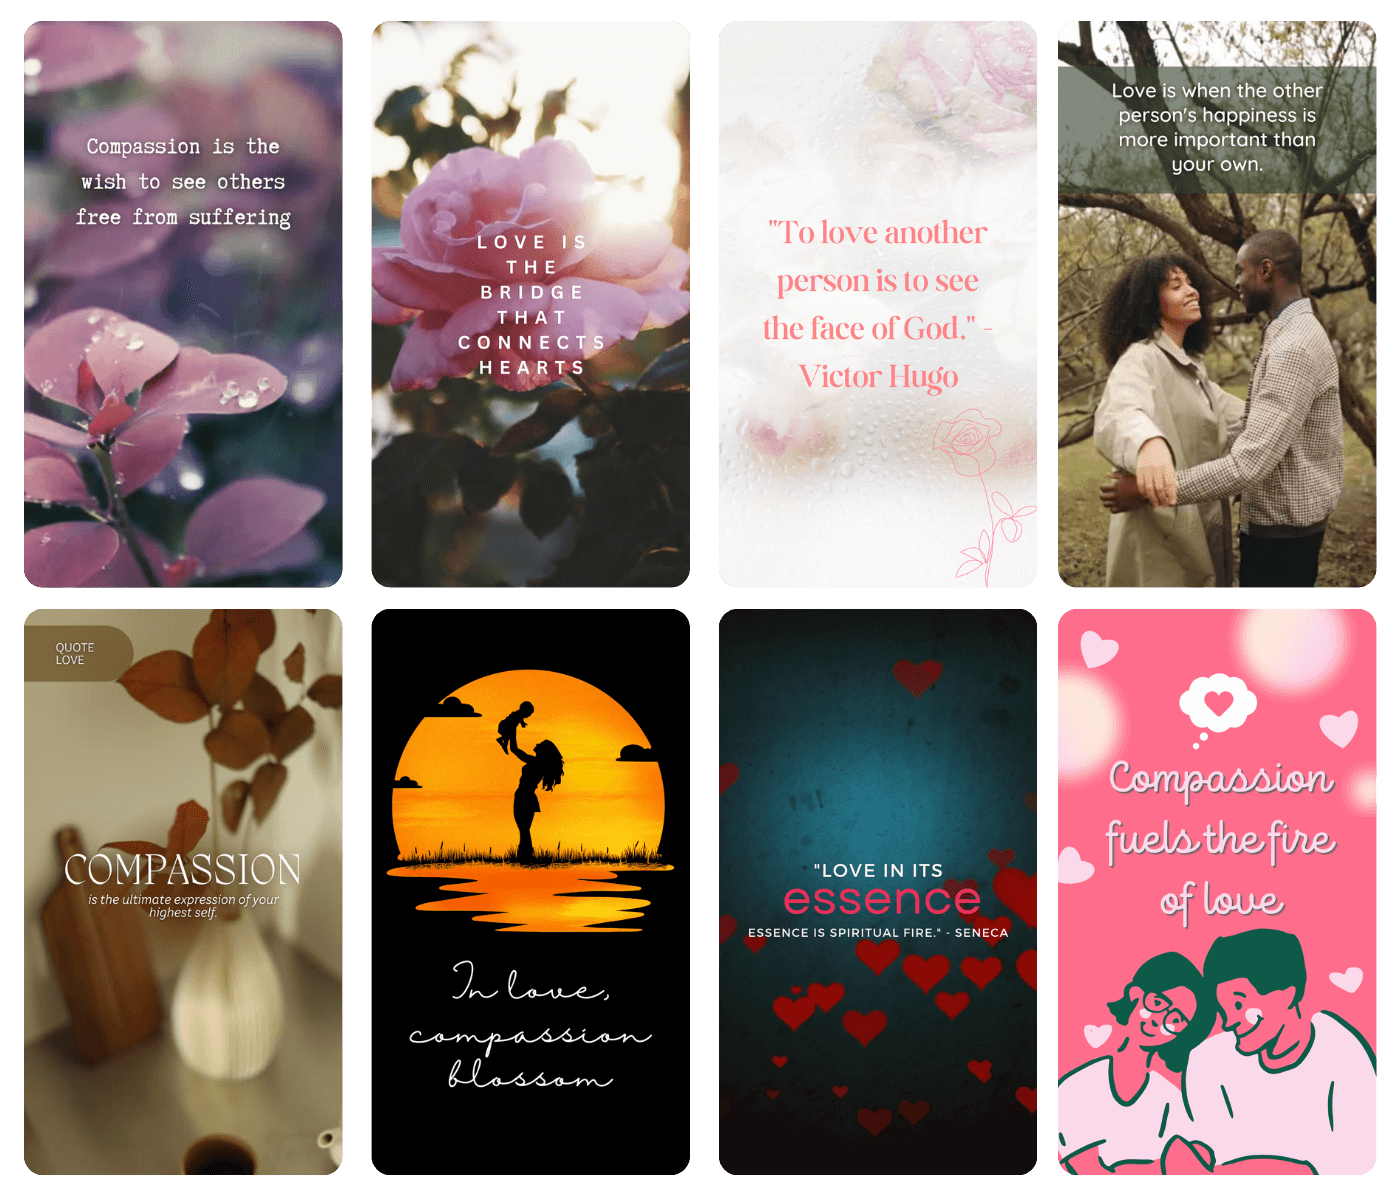 Compassion is the
wish to see others
free from suffering
LOVE IS
THE
BRIDGE
THAT
CONNECTS
HEARTS
"To love another
person is to see
the face of God." -
Victor Hugo
Love is when the other
person's happiness is
more important than
your own.
QUOTE
LOVE
COMPASSION
is the ultimate expression of your
highest self.
In love,
compassion
blossom
"LOVE IN ITS
essence
ESSENCE IS SPIRITUAL FIRE." - SENECA
Compassion
fuels the fire
of love